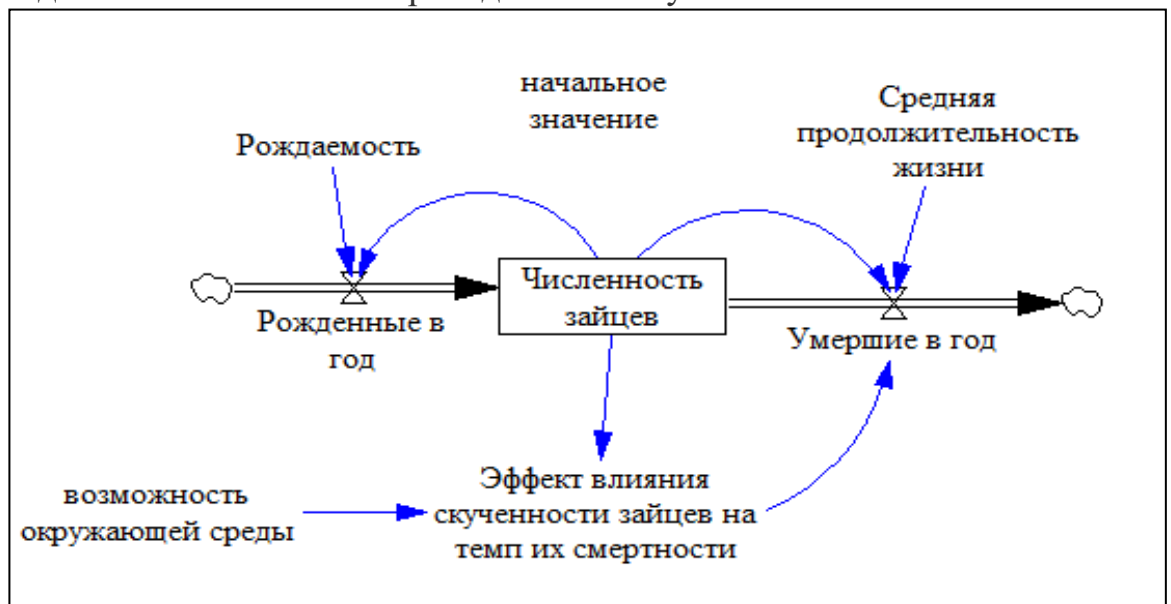 начальное
значение
Средняя
продолжительность
жизни
Рождаемость
Численность
зайцев
Рожденные в
год
Умершие в год
Эффект влияния
скученности зайцев на
темп их смертности
возможность
окружающей среды